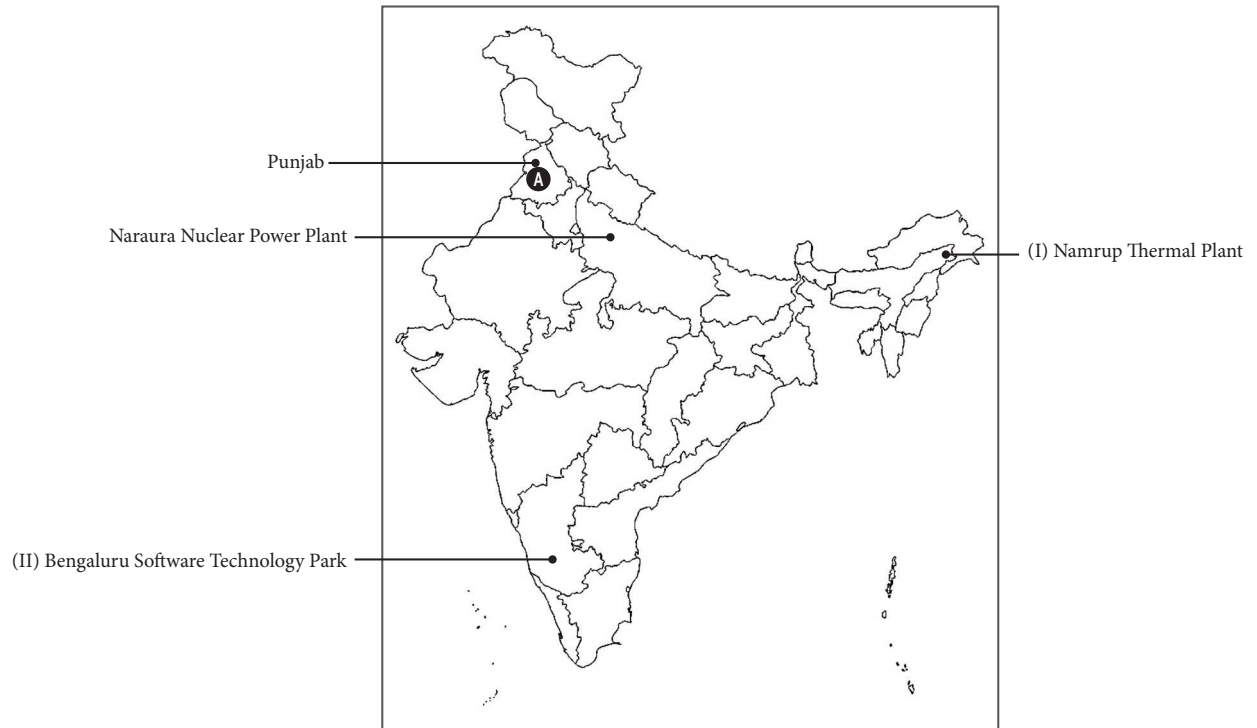 Punjab
A
Naraura Nuclear Power Plant
(I) Namrup Thermal Plant
(II) Bengaluru Software Technology Park